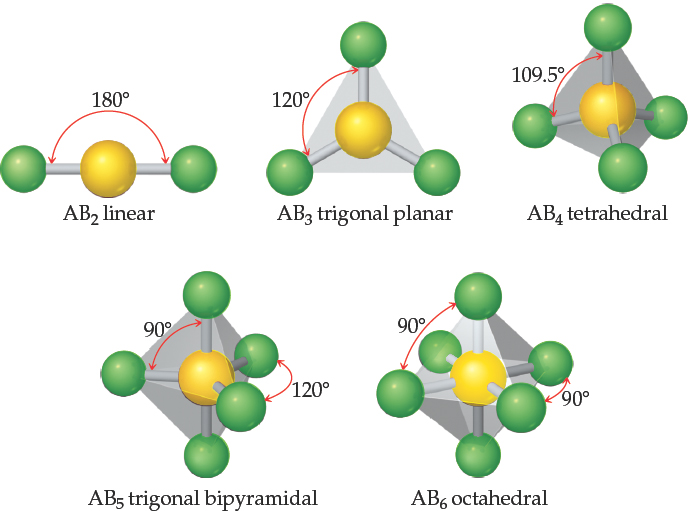 180°
120°
109.5°
AB₂ linear
AB₃ trigonal planar
AB₄ tetrahedral
90°
120°
90°
90°
AB₅ trigonal bipyramidal
AB₆ octahedral